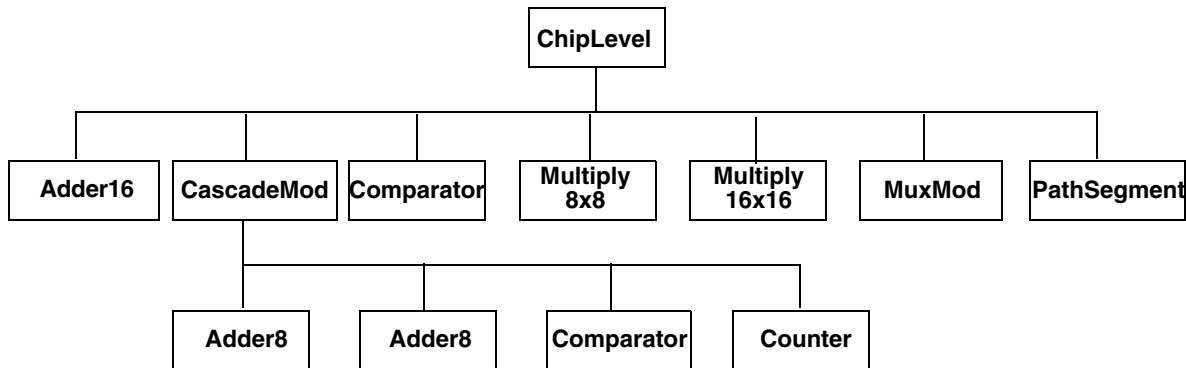 ChipLevel
Adder16
CascadeMod
Comparator
Multiply
8x8
Multiply
16x16
MuxMod
PathSegment
Adder8
Adder8
Comparator
Counter